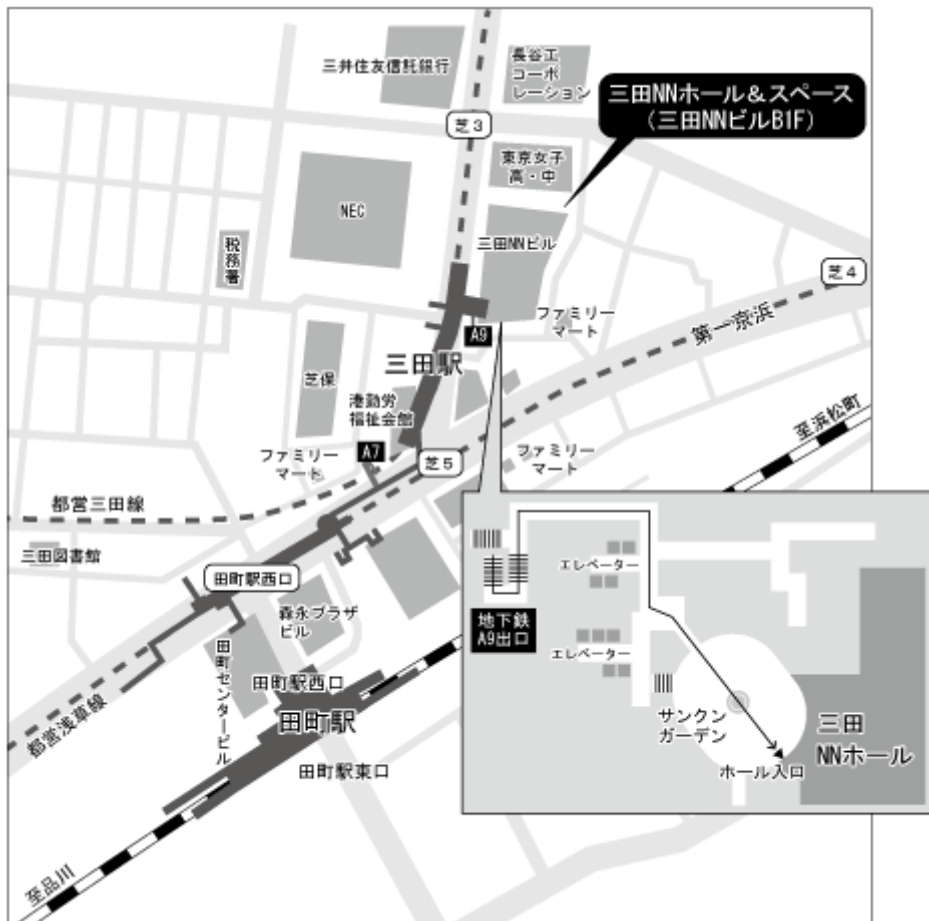 三井住友信託銀行
長谷工
コーポ
レーション
三田NNホール&スペース
(三田NNビルB1F)
芝3
東京女子
高・中
NEC
税務署
三田NNビル
芝4
ファミリー
マート
第一京浜
A9
三田駅
芝保
港勤労
福祉会館
至浜松町
A7
ファミリー
マート
芝5
ファミリー
マート
都営三田線
三田図書館
田町駅西口
エレベーター
地下鉄
A9出口
エレベーター
森永プラザ
ビル
田町センタービル
田町駅西口
サンクン
ガーデン
三田
NNホール
都営浅草線
田町駅
ホール入口
田町駅東口
至品川